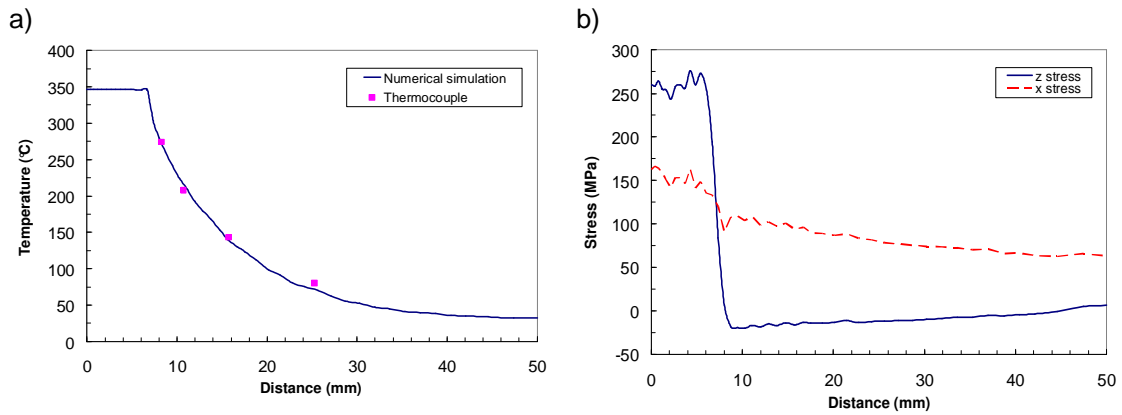 a)
400
350
300
250
200
150
100
50
0
Temperature (°C)
0 10 20 30 40 50
Distance (mm)
Numerical simulation
Thermocouple
b)
300
250
200
150
100
50
0
-50
Stress (MPa)
0 10 20 30 40 50
Distance (mm)
z stress
x stress